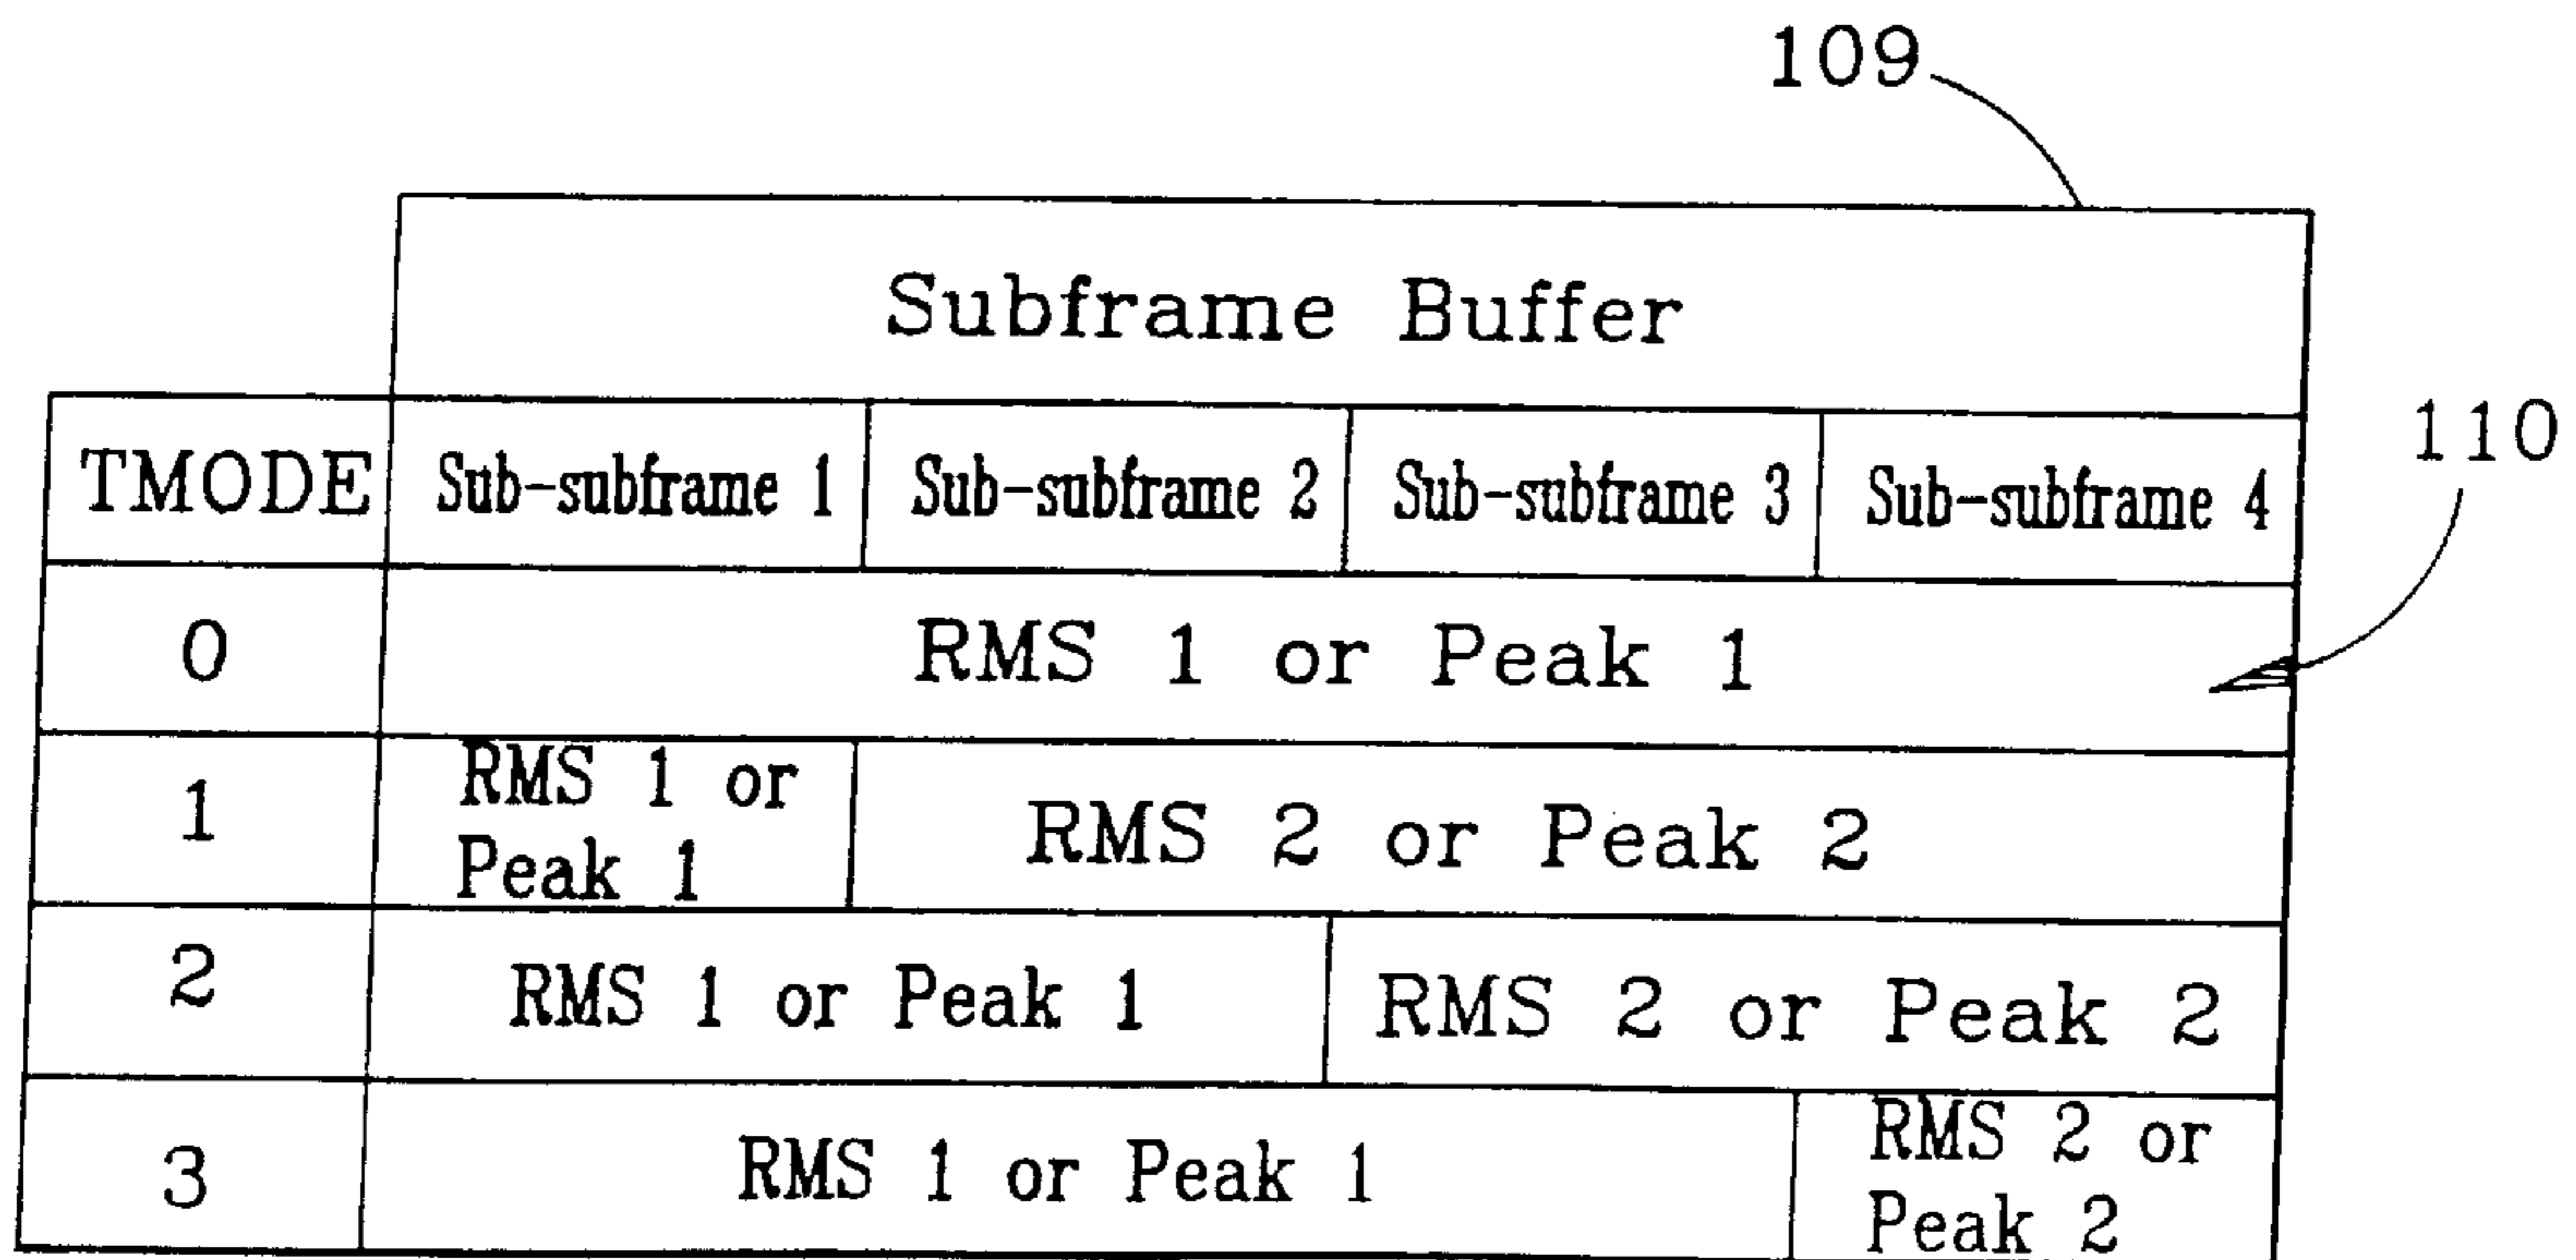 109
Subframe Buffer
110
TMODE Sub-subframe 1 Sub-subframe 2 Sub-subframe 3 Sub-subframe 4
0 RMS 1 or Peak 1
1 RMS 1 or
Peak 1 RMS 2 or Peak 2
2 RMS 1 or Peak 1 RMS 2 or Peak 2
3 RMS 1 or Peak 1 RMS 2 or
Peak 2